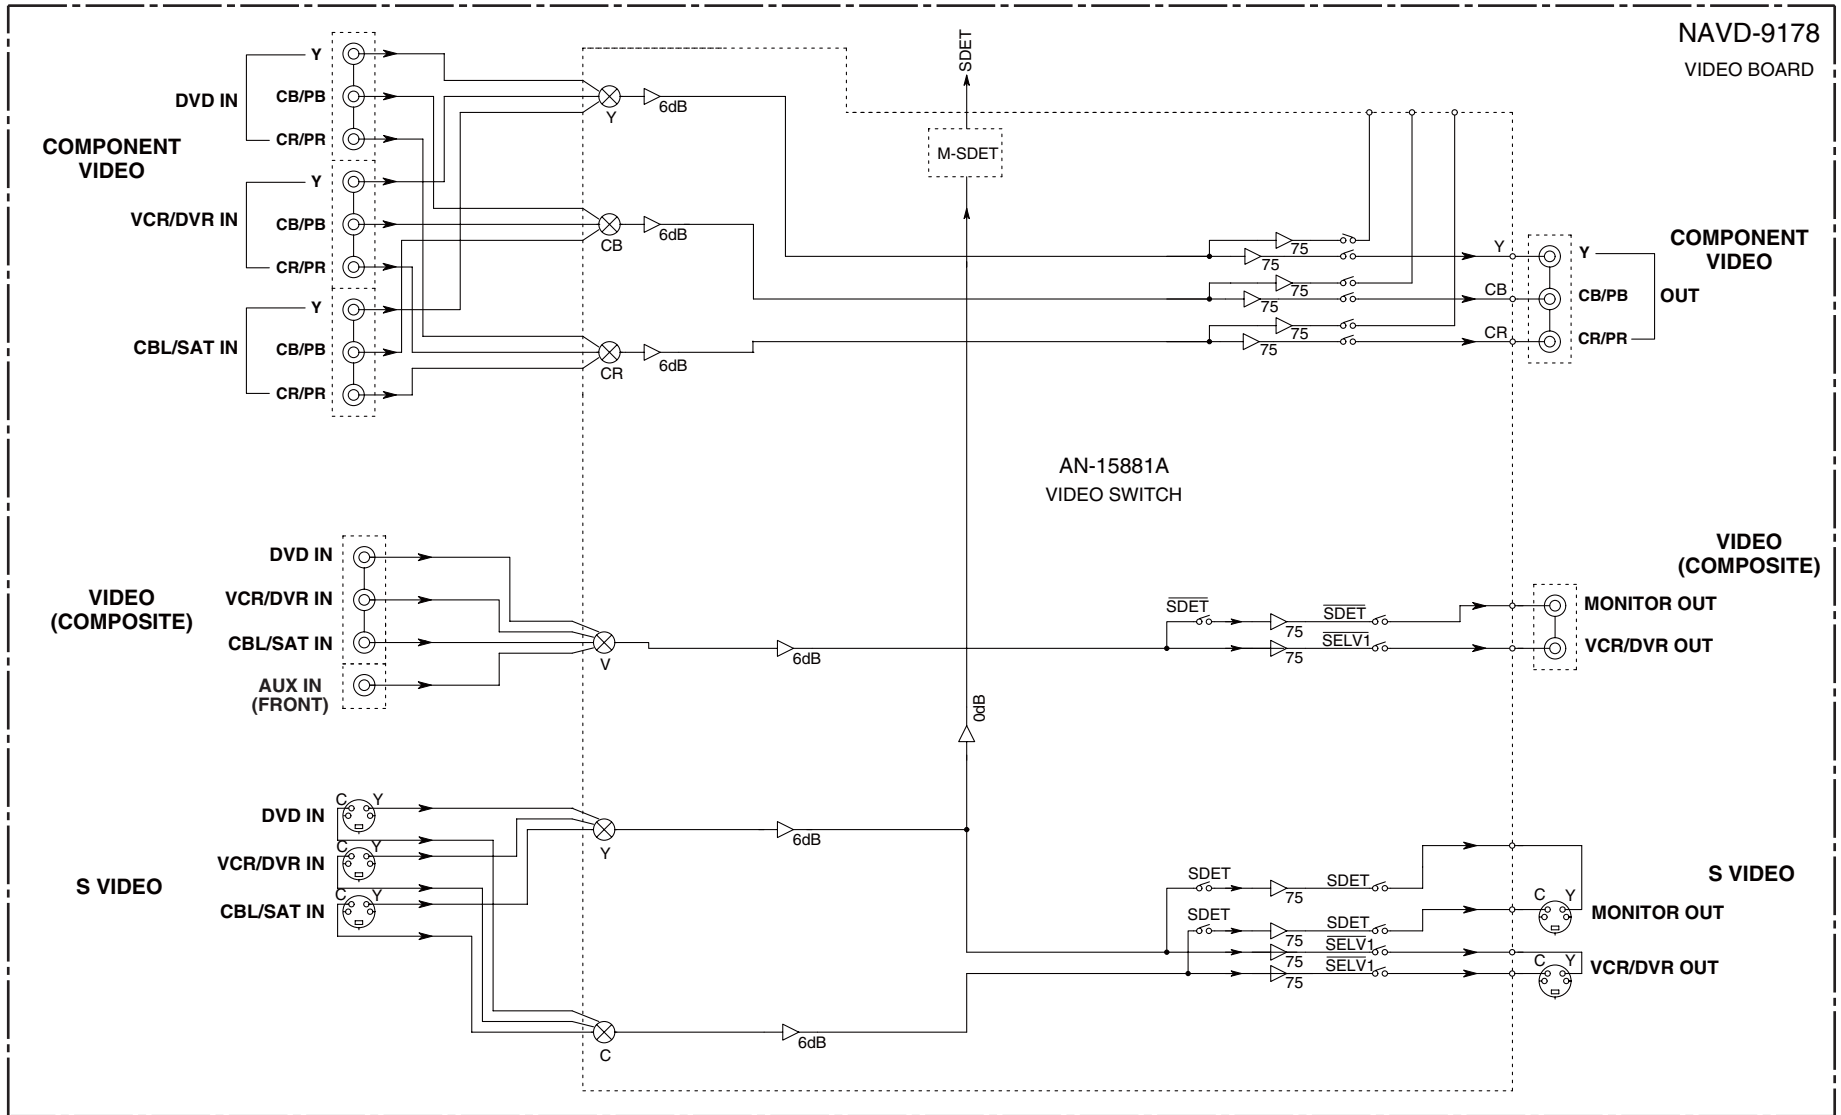 NAVD-9178
VIDEO BOARD
COMPONENT
VIDEO
DVD IN
Y
CB/PB
CR/PR
VCR/DVR IN
Y
CB/PB
CR/PR
CBL/SAT IN
Y
CB/PB
CR/PR
Y
6dB
CB
6dB
CR
6dB
SDET
M-SDET
75
75
75
75
75
75
Y
CB
CR
Y
CB/PB
CR/PR
OUT
COMPONENT
VIDEO
AN-15881A
VIDEO SWITCH
VIDEO
(COMPOSITE)
DVD IN
VCR/DVR IN
CBL/SAT IN
AUX IN
(FRONT)
V
6dB
SDET
75
SDET
75
SELV1
VIDEO
(COMPOSITE)
MONITOR OUT
VCR/DVR OUT
0dB
S VIDEO
DVD IN
C Y
VCR/DVR IN
C Y
CBL/SAT IN
C Y
Y
6dB
C
6dB
SDET
75
SDET
SDET
75
SDET
75
SELV1
75
SELV1
S VIDEO
C Y
MONITOR OUT
C Y
VCR/DVR OUT